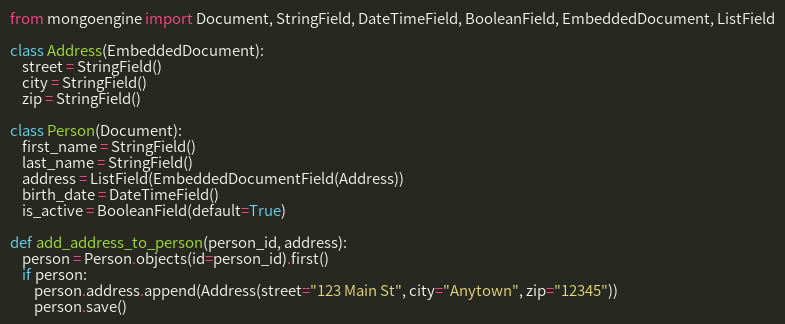 from mongoengine import Document, StringField, DateTimeField, BooleanField, EmbeddedDocument, ListField

class Address(EmbeddedDocument):
    street = StringField()
    city = StringField()
    zip = StringField()

class Person(Document):
    first_name = StringField()
    last_name = StringField()
    address = ListField(EmbeddedDocumentField(Address))
    birth_date = DateTimeField()
    is_active = BooleanField(default=True)

def add_address_to_person(person_id, address):
    person = Person.objects(id=person_id).first()
    if person:
        person.address.append(Address(street="123 Main St", city="Anytown", zip="12345"))
        person.save()